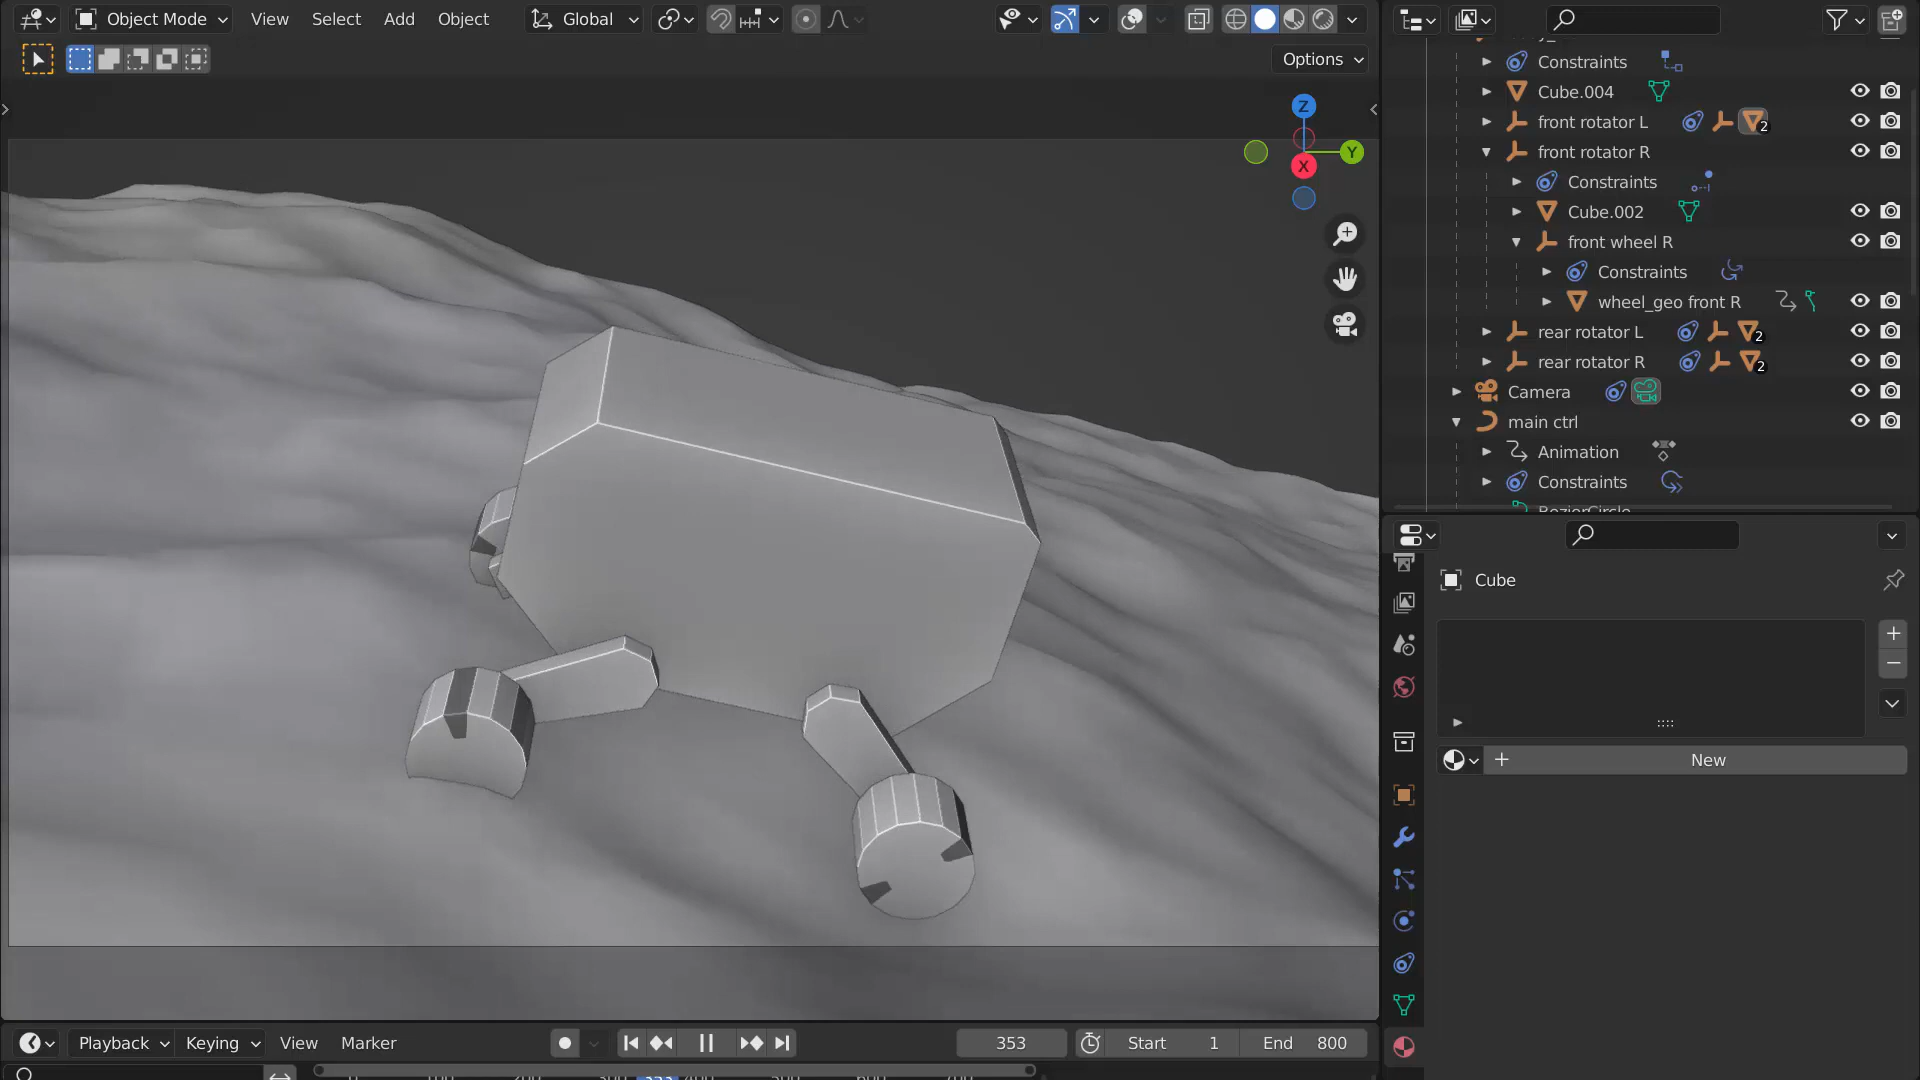 Object Mode View Select Add Object Global
Options
Z
Y
X
Constraints
Cube.004
front rotator L 2
front rotator R
Constraints
Cube.002
front wheel R
Constraints
wheel_geo front R
rear rotator L 2
rear rotator R 2
Camera
main ctrl
Animation
Constraints
BezierCircle
Cube
New
Playback Keying View Marker 353 Start 1 End 800